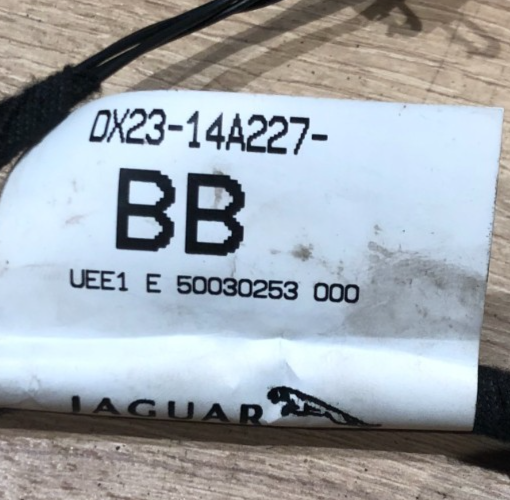 DX23-14A227-
BB
UEE1 E 50030253 000
JAGUAR